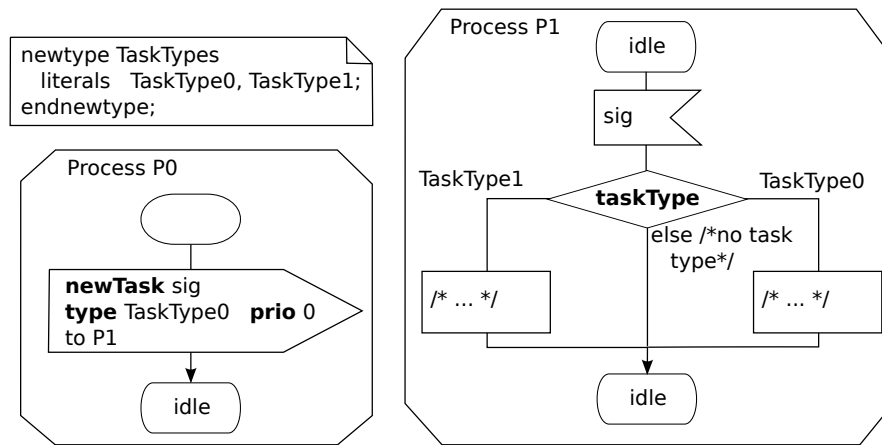 newtype TaskTypes
literals TaskType0, TaskType1;
endnewtype;
Process P0
newTask sig
type TaskType0 prio 0
to P1
idle
Process P1
idle
sig
TaskType1
taskType
TaskType0
else /*no task
type*/
/* ... */
/* ... */
idle